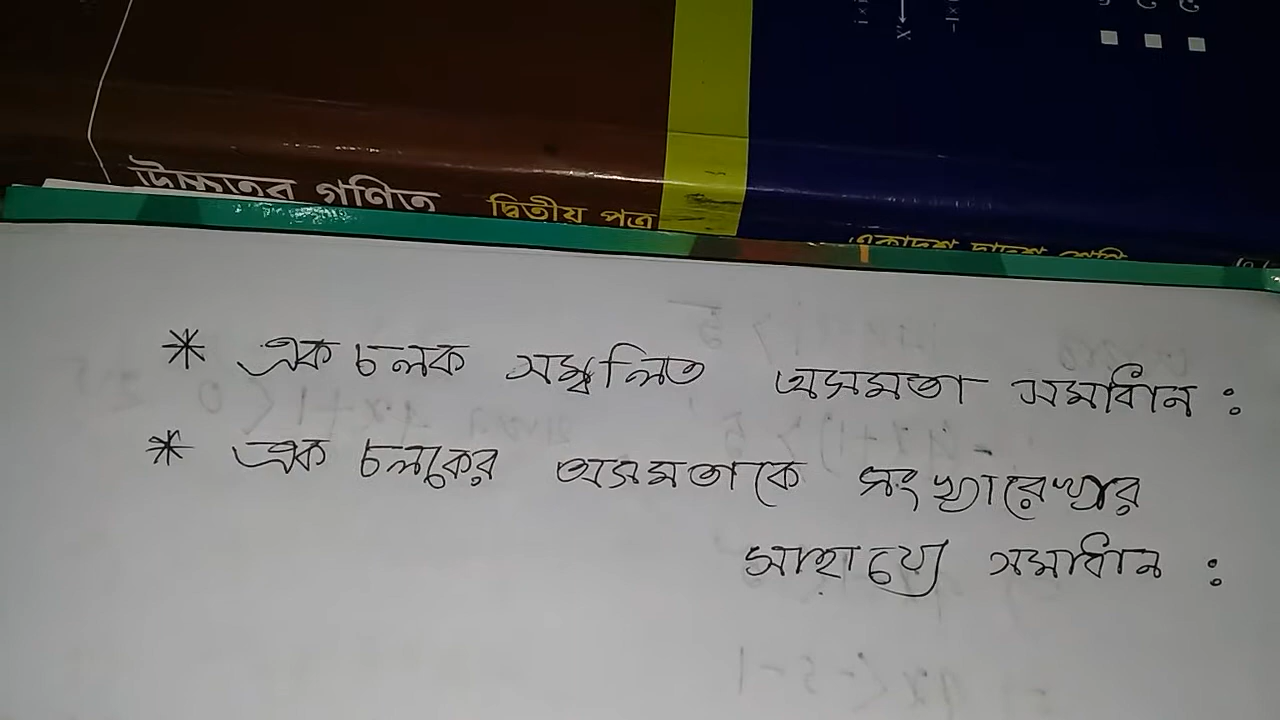 উচ্চতর গণিত দ্বিতীয় পত্র
একাদশ দ্বাদশ শ্রেণি
* এক চলক সম্বলিত অসমতা সমাধান :
* এক চলকের অসমতাকে সংখ্যারেখার
সাহায্যে সমাধান :